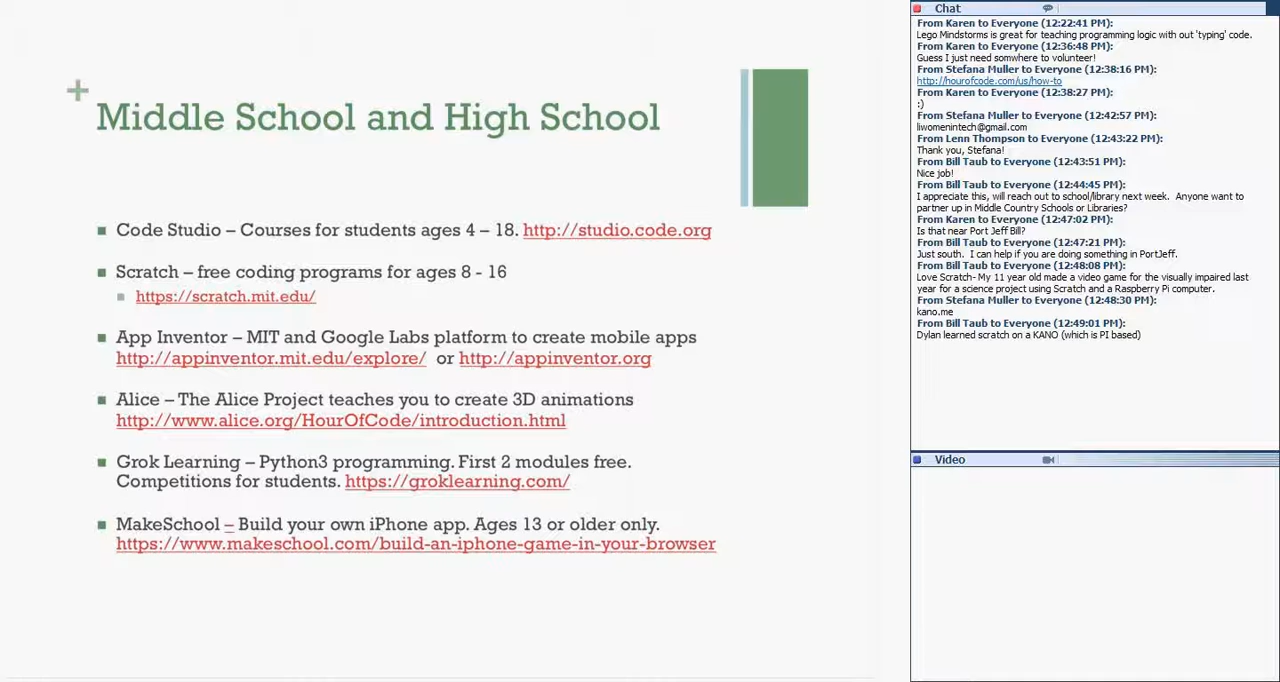 +
Middle School and High School
Code Studio – Courses for students ages 4 – 18. http://studio.code.org
Scratch – free coding programs for ages 8 - 16
https://scratch.mit.edu/
App Inventor – MIT and Google Labs platform to create mobile apps
http://appinventor.mit.edu/explore/ or http://appinventor.org
Alice – The Alice Project teaches you to create 3D animations
http://www.alice.org/HourOfCode/introduction.html
Grok Learning – Python3 programming. First 2 modules free.
Competitions for students. https://groklearning.com/
MakeSchool – Build your own iPhone app. Ages 13 or older only.
https://www.makeschool.com/build-an-iphone-game-in-your-browser
Chat
From Karen to Everyone (12:22:41 PM):
Lego Mindstorms is great for teaching programming logic with out 'typing' code.
From Karen to Everyone (12:36:48 PM):
Guess I just need somwhere to volunteer!
From Stefana Muller to Everyone (12:38:16 PM):
http://hourofcode.com/us/how-to
From Karen to Everyone (12:38:27 PM):
:)
From Stefana Muller to Everyone (12:42:57 PM):
liwomenintech@gmail.com
From Lenn Thompson to Everyone (12:43:22 PM):
Thank you, Stefana!
From Bill Taub to Everyone (12:43:51 PM):
Nice job!
From Bill Taub to Everyone (12:44:45 PM):
I appreciate this, will reach out to school/library next week. Anyone want to
partner up in Middle Country Schools or Libraries?
From Karen to Everyone (12:47:02 PM):
Is that near Port Jeff Bill?
From Bill Taub to Everyone (12:47:21 PM):
Just south. I can help if you are doing something in PortJeff.
From Bill Taub to Everyone (12:48:08 PM):
Love Scratch- My 11 year old made a video game for the visually impaired last
year for a science project using Scratch and a Raspberry Pi computer.
From Stefana Muller to Everyone (12:48:30 PM):
kano.me
From Bill Taub to Everyone (12:49:01 PM):
Dylan learned scratch on a KANO (which is PI based)
Video